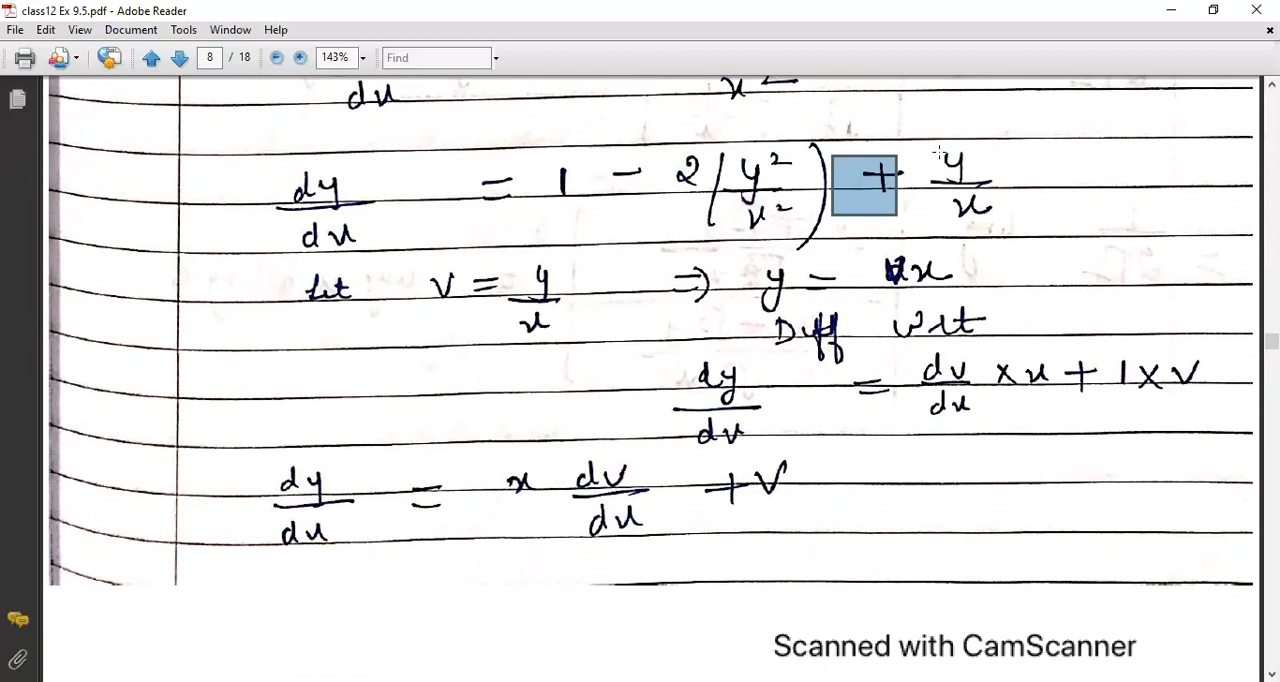 class12 Ex 9.5.pdf - Adobe Reader
File Edit View Document Tools Window Help
8 / 18 143% Find
dx x²
dy/dx = 1 - 2(y²/x²) + y/x
let v = y/x ⇒ y = vx
Diff wrt
dy/dx = dv/dx × x + 1 × v
dy/dx = x dv/dx + v
Scanned with CamScanner